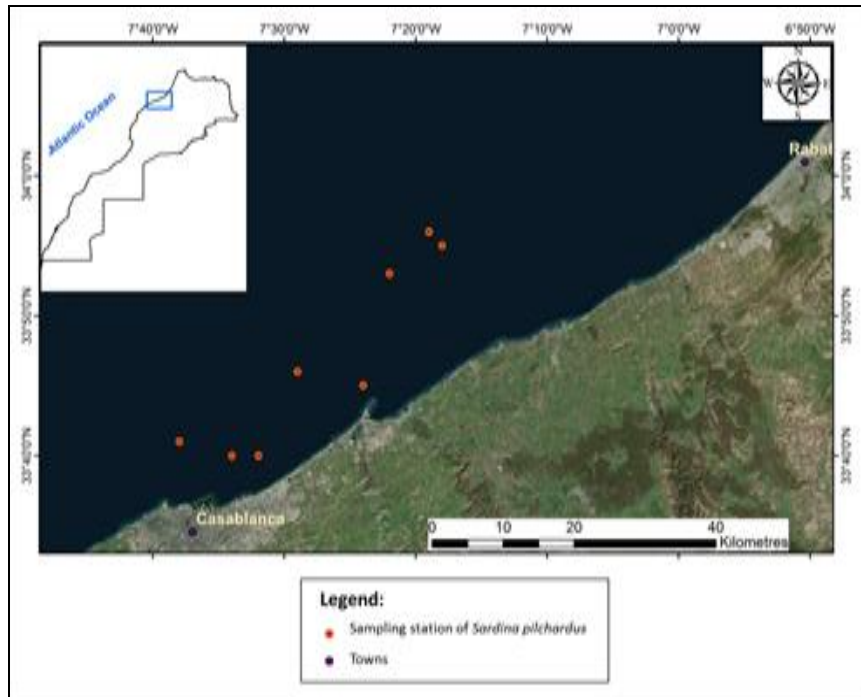 7°40'0"W 7°30'0"W 7°20'0"W 7°10'0"W 7°0'0"W 6°50'0"W
Atlantic Ocean
N
W E
S
Rabat
34°0'0"N 34°0'0"N
33°50'0"N 33°50'0"N
33°40'0"N 33°40'0"N
Casablanca
0 10 20 40
Kilometres
Legend:
Sampling station of Sardina pilchardus
Towns